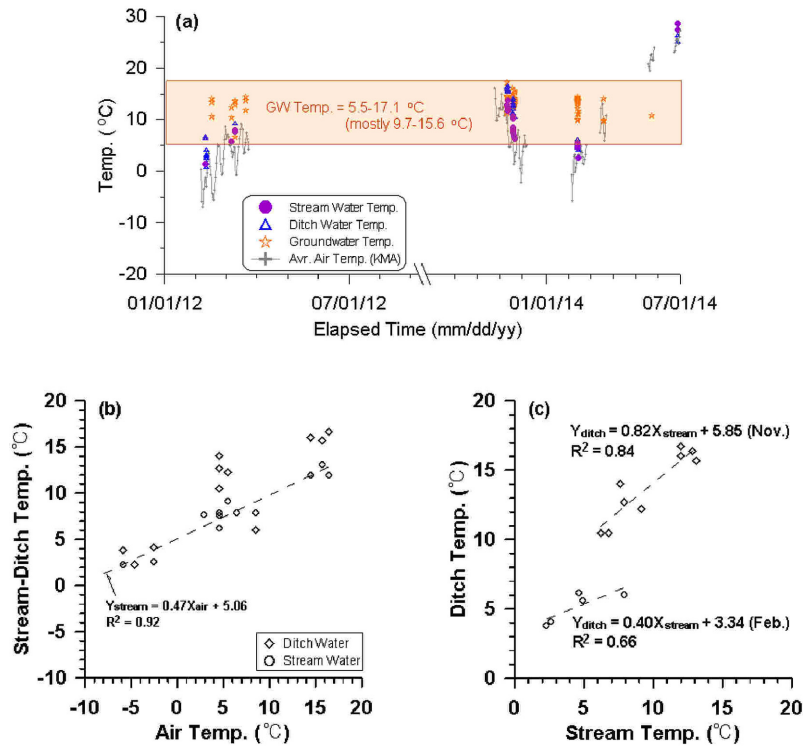 (a)
30
20
10
0
-10
-20
Temp. (℃)
GW Temp. = 5.5-17.1 ºC
(mostly 9.7-15.6 ºC)
Stream Water Temp.
Ditch Water Temp.
Groundwater Temp.
Avr. Air Temp. (KMA)
01/01/12 07/01/12 01/01/14 07/01/14
Elapsed Time (mm/dd/yy)
(b)
20
15
10
5
0
-5
-10
Stream-Ditch Temp. (℃)
Ystream = 0.47Xair + 5.06
R² = 0.92
Ditch Water
Stream Water
-10 -5 0 5 10 15 20
Air Temp. (℃)
(c)
20
15
10
5
0
Ditch Temp. (℃)
Yditch = 0.82Xstream + 5.85 (Nov.)
R² = 0.84
Yditch = 0.40Xstream + 3.34 (Feb.)
R² = 0.66
0 5 10 15 20
Stream Temp. (℃)